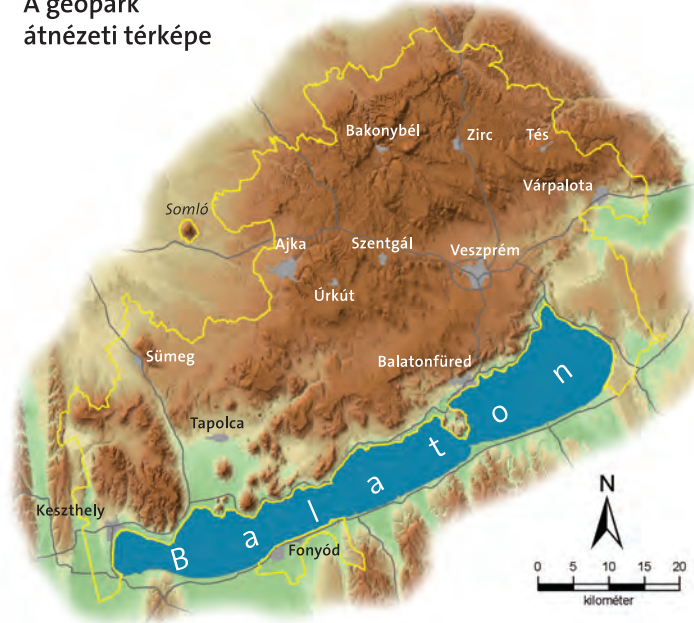 A geopark
átnézeti térképe
Bakonybél
Zirc
Tés
Várpalota
Somló
Ajka
Szentgál
Veszprém
Úrkút
Sümeg
Balatonfüred
Tapolca
Keszthely
Balaton
Fonyód
N
0 5 10 15 20
kilométer